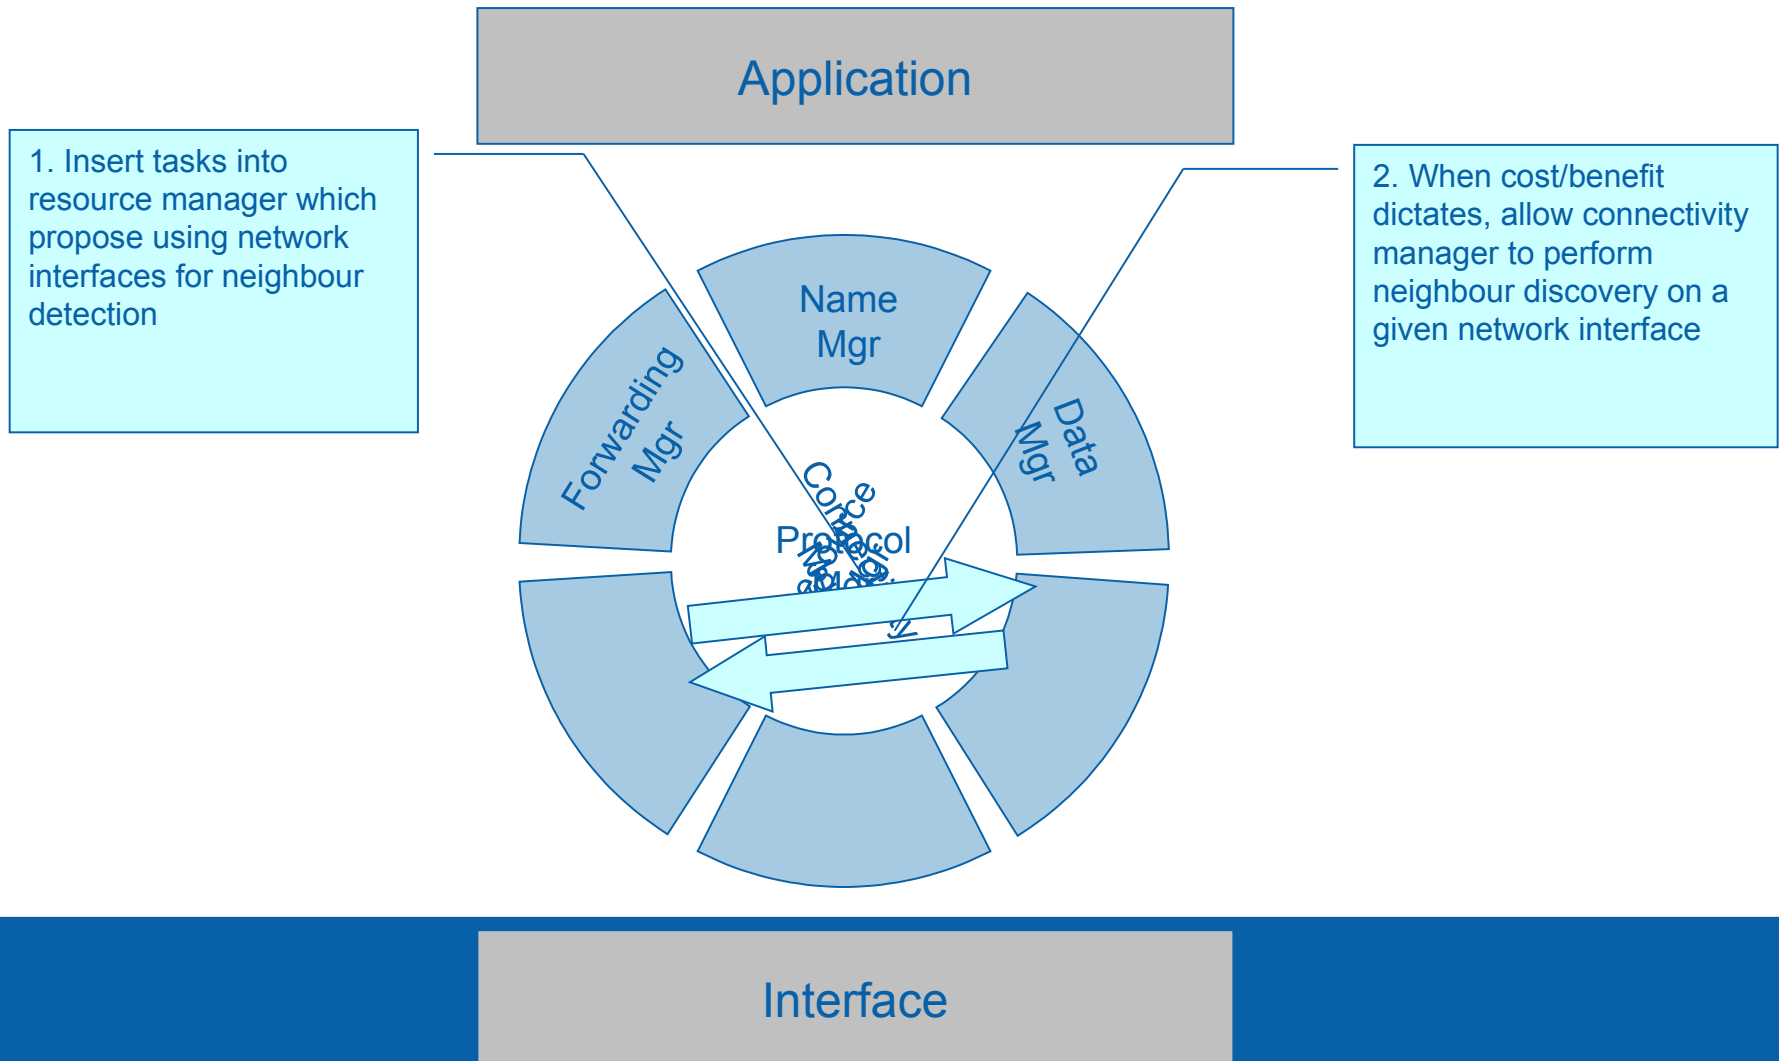 Application
1. Insert tasks into
resource manager which
propose using network
interfaces for neighbour
detection
2. When cost/benefit
dictates, allow connectivity
manager to perform
neighbour discovery on a
given network interface
Name
Mgr
Forwarding
Mgr
Data
Mgr
Protocol
Mgr
Interface